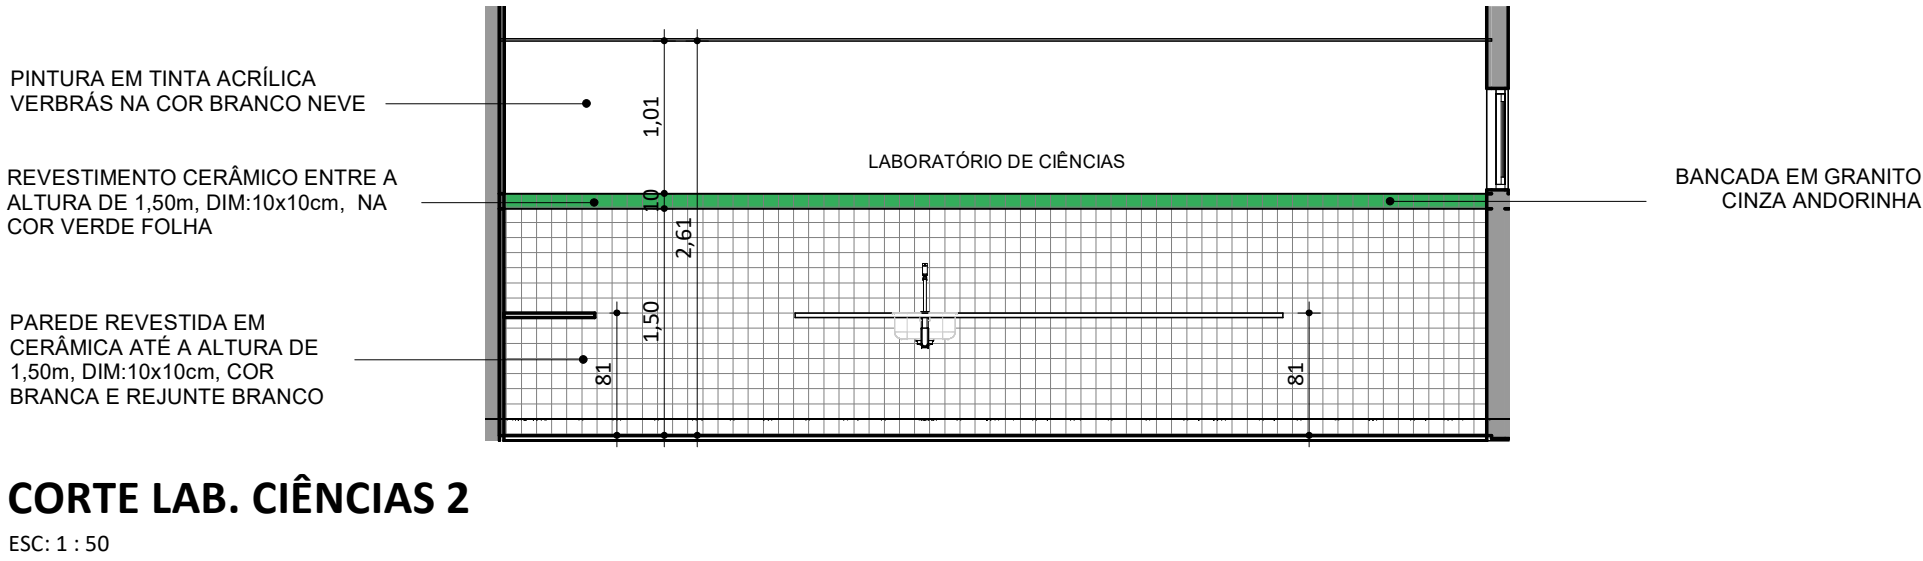 PINTURA EM TINTA ACRÍLICA
VERBRÁS NA COR BRANCO NEVE
REVESTIMENTO CERÂMICO ENTRE A
ALTURA DE 1,50m, DIM:10x10cm, NA
COR VERDE FOLHA
PAREDE REVESTIDA EM
CERÂMICA ATÉ A ALTURA DE
1,50m, DIM:10x10cm, COR
BRANCA E REJUNTE BRANCO
1,01
10
2,61
1,50
81
LABORATÓRIO DE CIÊNCIAS
81
BANCADA EM GRANITO
CINZA ANDORINHA
CORTE LAB. CIÊNCIAS 2
ESC: 1 : 50